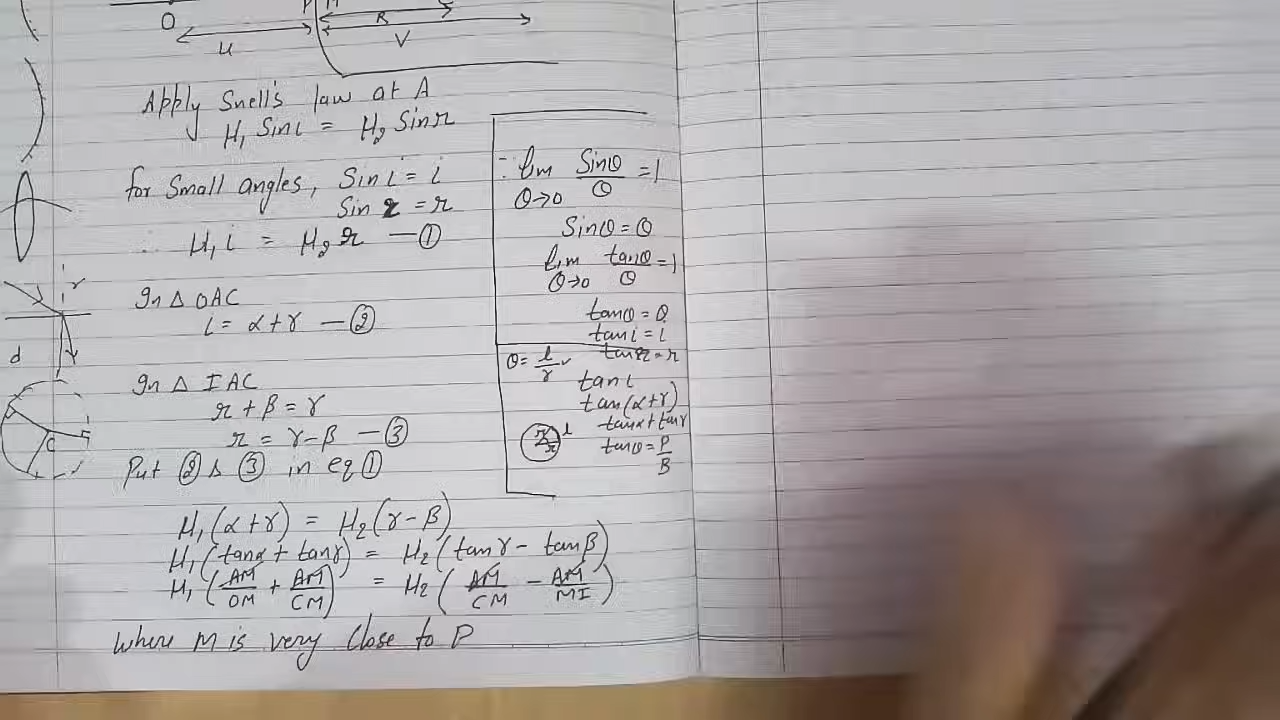 O
P M
R
u
V
Apply Snell's law at A
μ₁ Sin i = μ₂ Sin r
for Small angles, Sin i = i
Sin r = r
∴ μ₁ i = μ₂ r — ①
In Δ OAC
i = α+γ — ②
In Δ IAC
r + β = γ
r = γ-β — ③
Put ② & ③ in eq ①
μ₁(α+γ) = μ₂(γ-β)
μ₁(tanα + tanγ) = μ₂(tanγ - tanβ)
μ₁(AM/OM + AM/CM) = μ₂(AM/CM - AM/MI)
Where M is very Close to P
∵ lim θ→0 Sinθ/θ = 1
Sinθ = θ
lim θ→0 tanθ/θ = 1
tanθ = θ
tan i = i
tan r = r
θ = l/r
tan i
tan(α+γ)
tanα + tanγ
tanθ = P/B
l
r
d
C